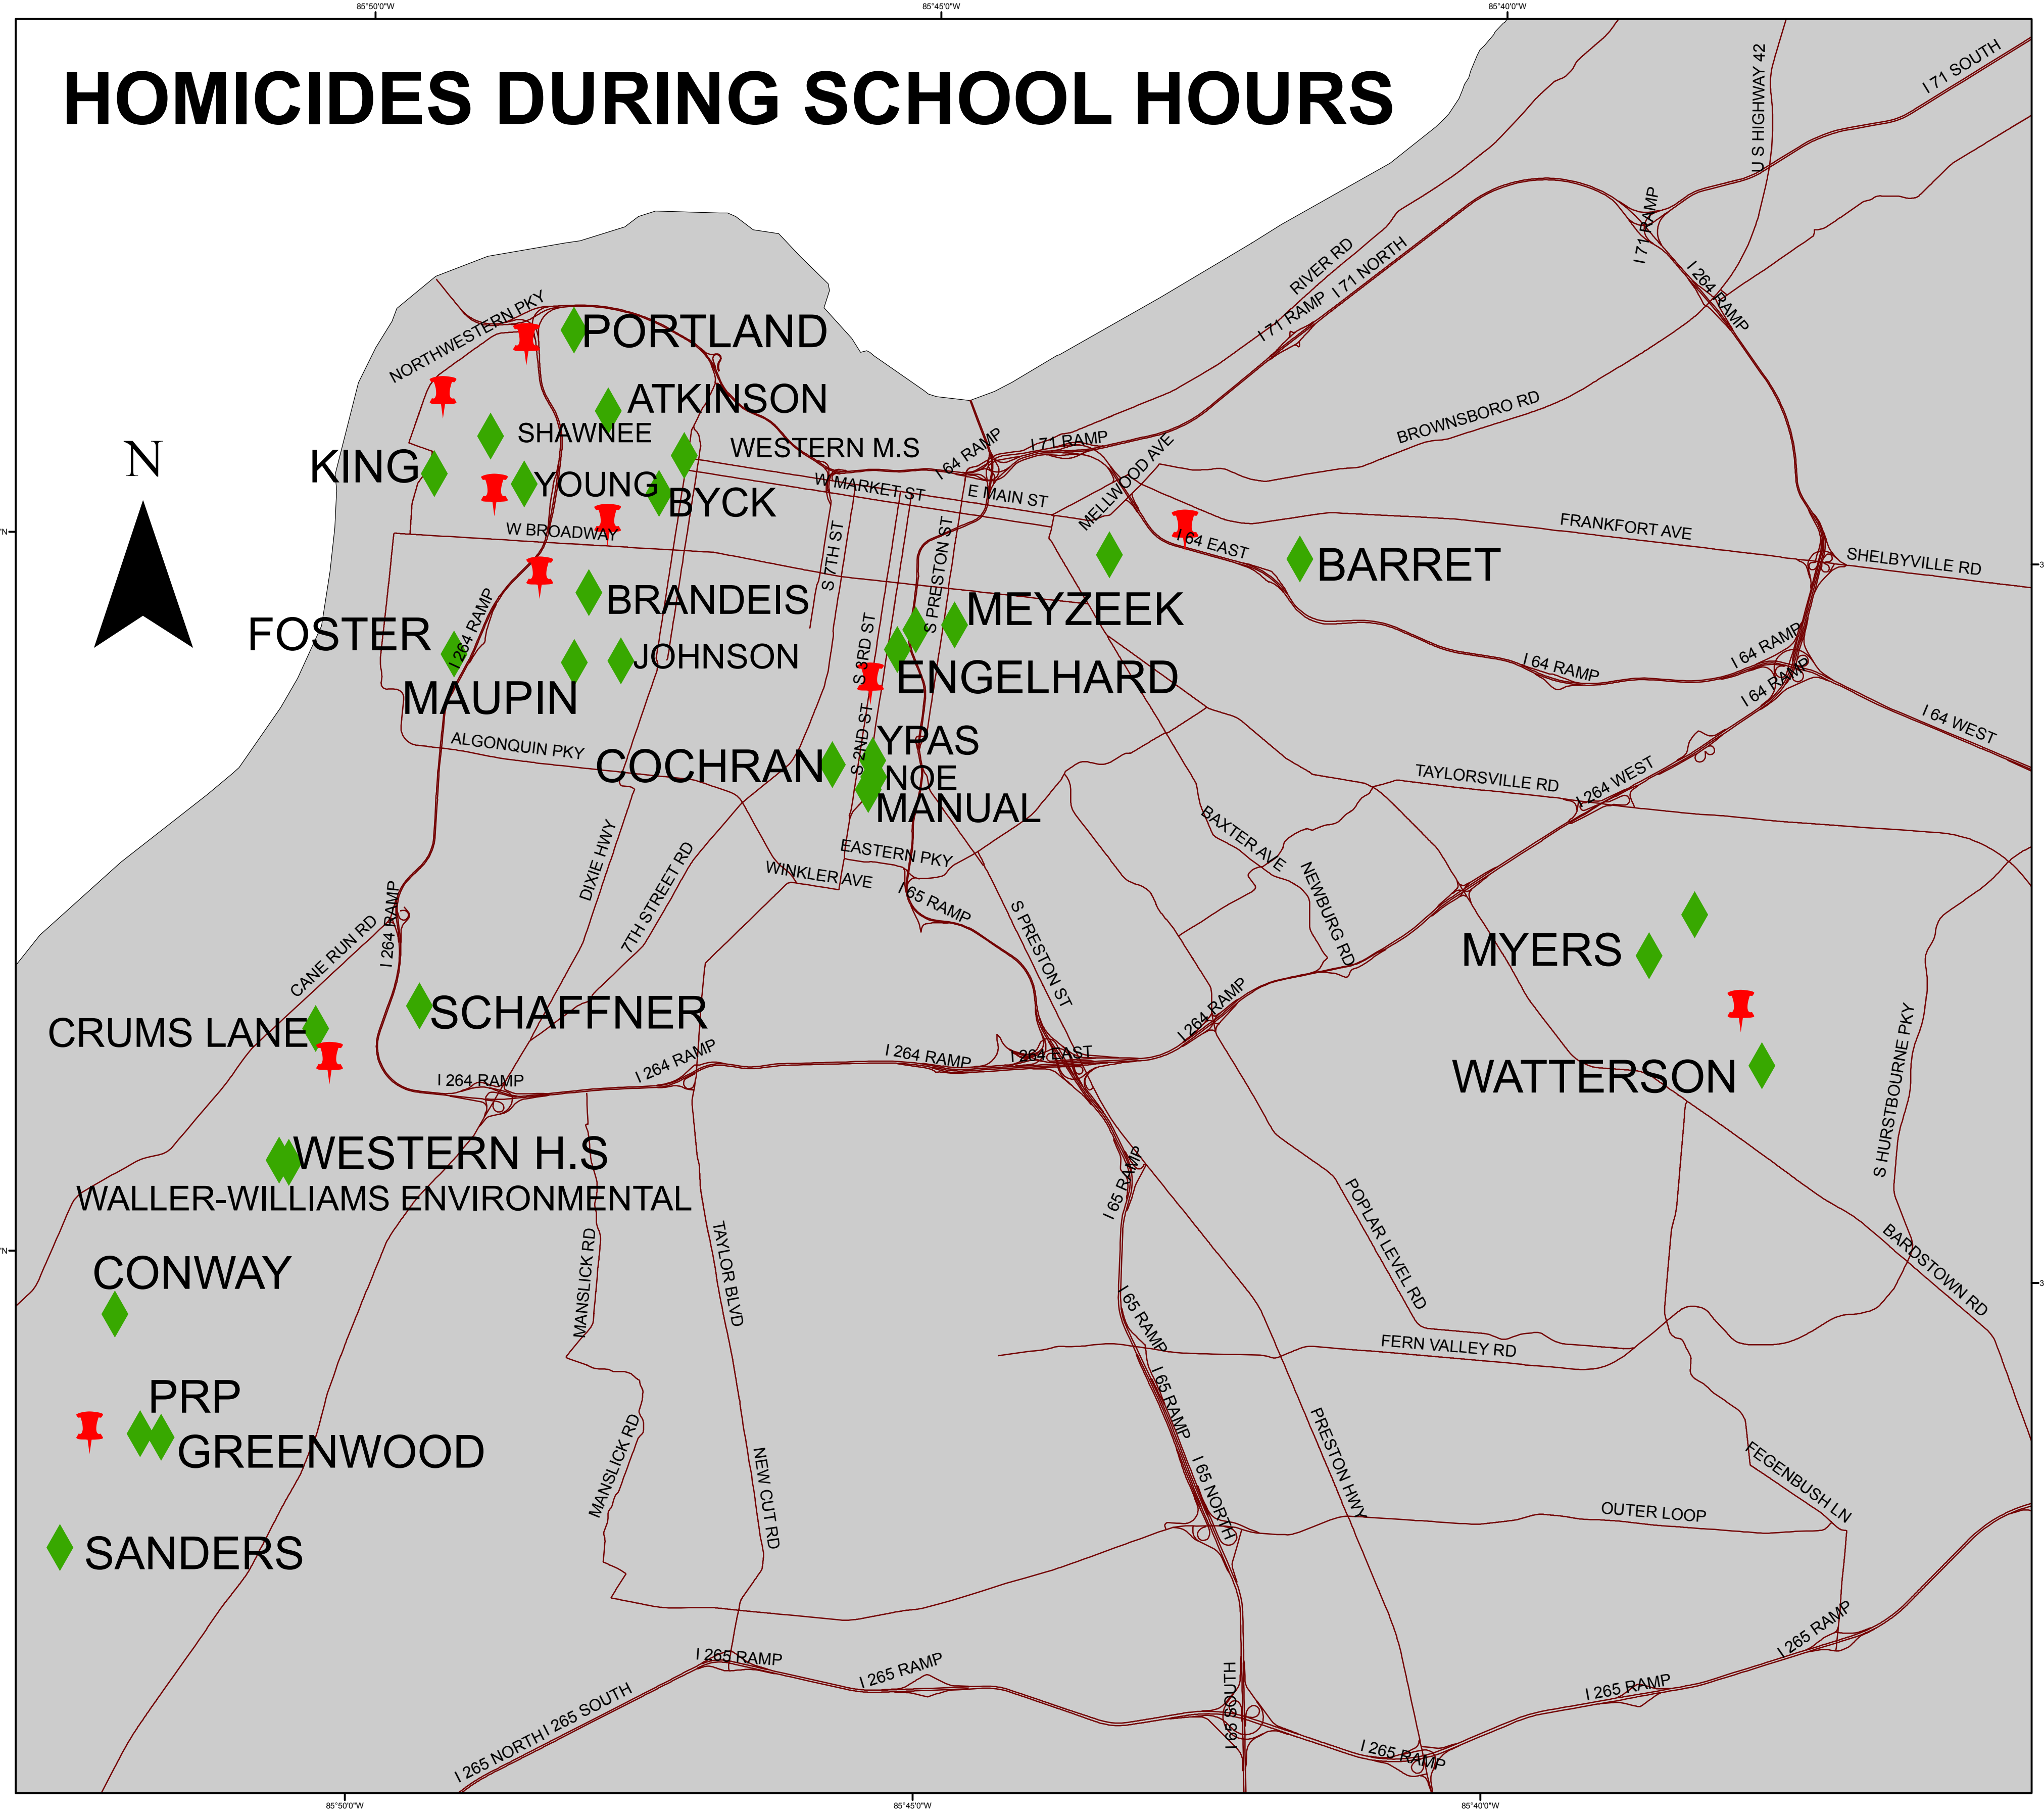 85°50'0"W
85°45'0"W
85°40'0"W
HOMICIDES DURING SCHOOL HOURS
I 71 SOUTH
U S HIGHWAY 42
I 71 RAMP
RIVER RD
I 71 NORTH
I 264 RAMP
I 71 RAMP
NORTHWESTERN PKY
PORTLAND
ATKINSON
BROWNSBORO RD
SHAWNEE
WESTERN M.S
I 64 RAMP
I 71 RAMP
N
KING
YOUNG
BYCK
W MARKET ST
E MAIN ST
MELLWOOD AVE
W BROADWAY
FRANKFORT AVE
I 64 EAST
SHELBYVILLE RD
BARRET
S 7TH ST
S PRESTON ST
BRANDEIS
MEYZEEK
FOSTER
I 264 RAMP
JOHNSON
S 3RD ST
ENGELHARD
I 64 RAMP
I 64 RAMP
I 64 RAMP
MAUPIN
I 64 WEST
ALGONQUIN PKY
S 2ND ST
YPAS
COCHRAN
NOE
MANUAL
TAYLORSVILLE RD
I 264 WEST
BAXTER AVE
DIXIE HWY
EASTERN PKY
WINKLER AVE
7TH STREET RD
NEWBURG RD
I 65 RAMP
I 264 RAMP
CANE RUN RD
S PRESTON ST
MYERS
SCHAFFNER
CRUMS LANE
I 264 RAMP
I 264 RAMP
I 264 RAMP
I 264 EAST
I 264 RAMP
WATTERSON
S HURSTBOURNE PKY
WESTERN H.S
WALLER-WILLIAMS ENVIRONMENTAL
I 65 RAMP
POPLAR LEVEL RD
BARDSTOWN RD
CONWAY
MANSLICK RD
TAYLOR BLVD
I 65 RAMP
FERN VALLEY RD
PRP
I 65 RAMP
GREENWOOD
MANSLICK RD
NEW CUT RD
I 65 NORTH
PRESTON HWY
FEGENBUSH LN
OUTER LOOP
SANDERS
I 265 RAMP
I 265 RAMP
I 265 RAMP
I 265 RAMP
I 65 SOUTH
I 265 SOUTH
I 265 NORTH
I 265 RAMP
85°50'0"W
85°45'0"W
85°40'0"W